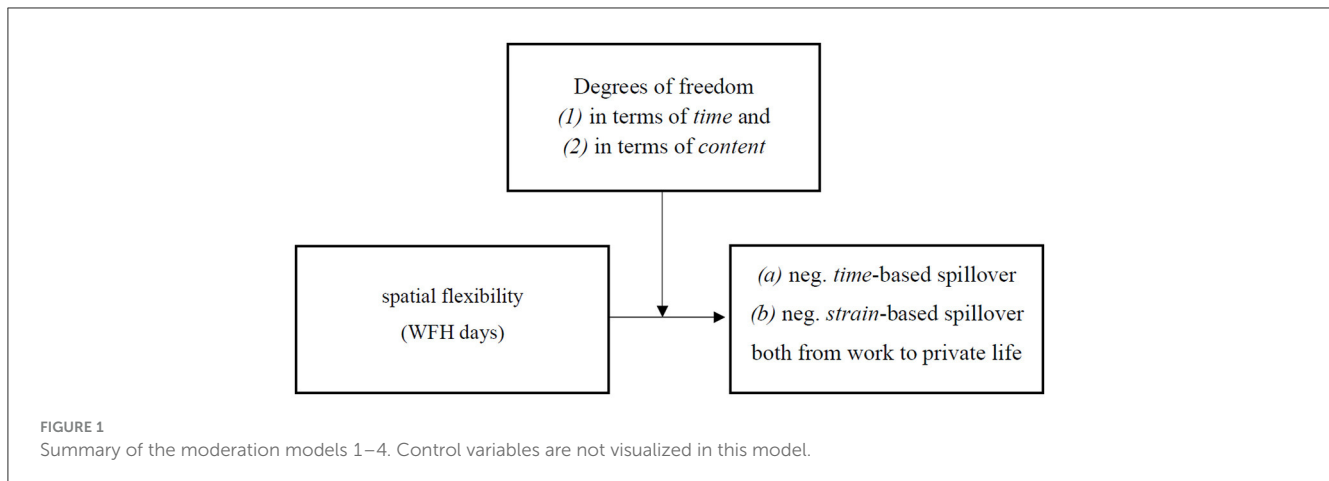 Degrees of freedom
(1) in terms of time and
(2) in terms of content
spatial flexibility
(WFH days)
(a) neg. time-based spillover
(b) neg. strain-based spillover
both from work to private life
FIGURE 1
Summary of the moderation models 1–4. Control variables are not visualized in this model.